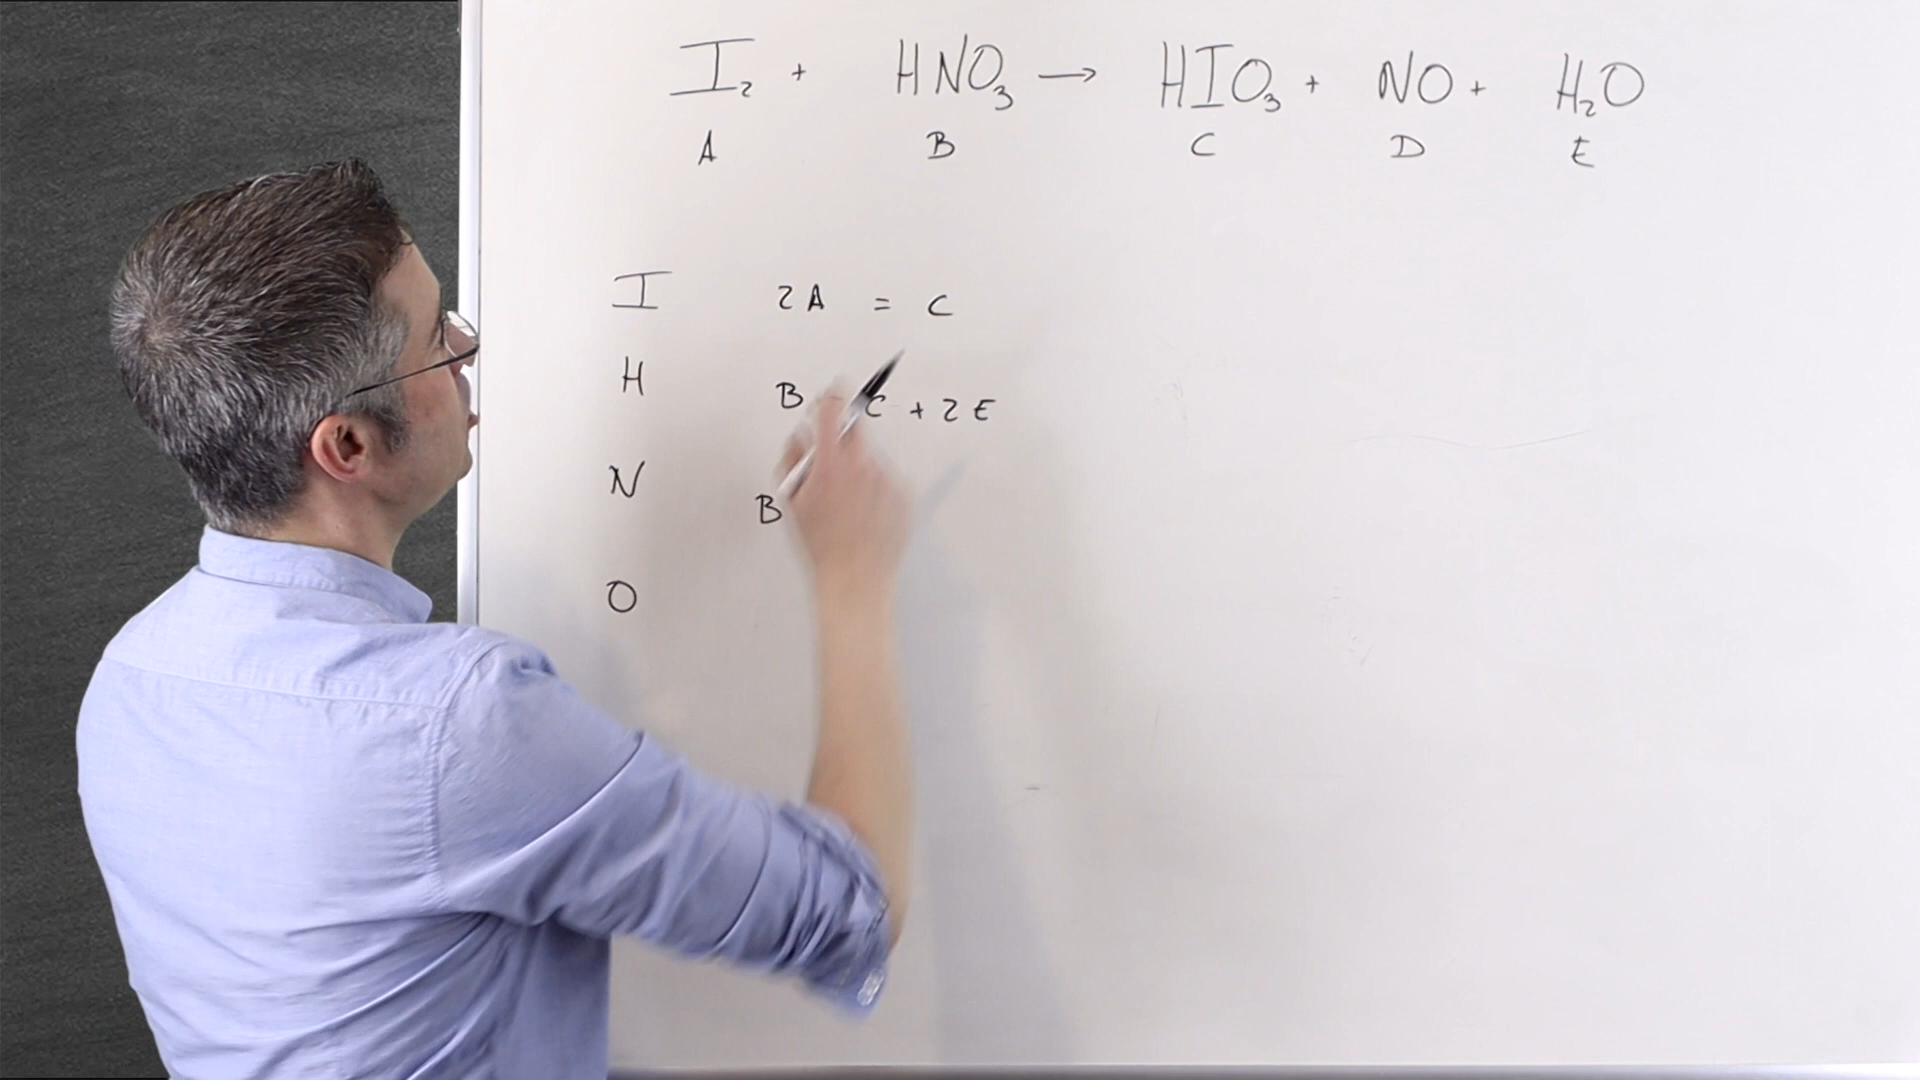 I₂ + HNO₃ → HIO₃ + NO + H₂O
A B C D E
I 2A = C
H B C + 2E
N B
O